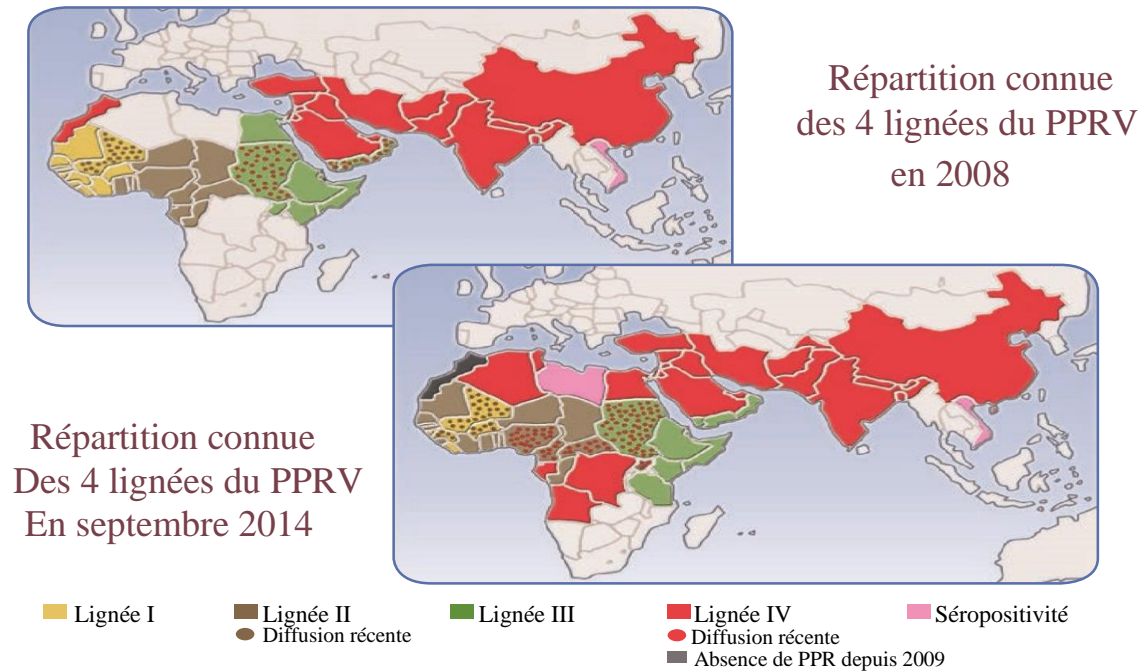 Répartition connue
des 4 lignées du PPRV
en 2008
Répartition connue
Des 4 lignées du PPRV
En septembre 2014
Lignée I
Lignée II
Diffusion récente
Lignée III
Lignée IV
Diffusion récente
Absence de PPR depuis 2009
Séropositivité